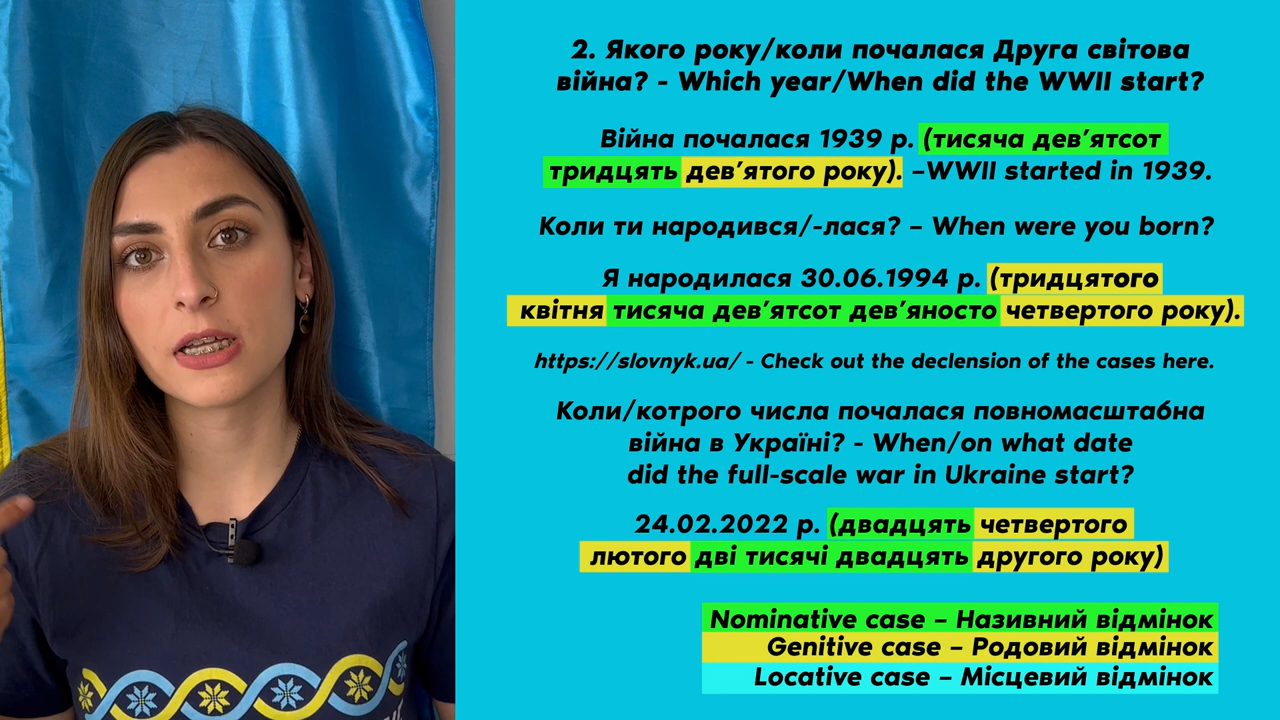 2. Якого року/коли почалася Друга світова
війна? - Which year/When did the WWII start?
Війна почалася 1939 р. (тисяча дев’ятсот
тридцять дев’ятого року). –WWII started in 1939.
Коли ти народився/-лася? – When were you born?
Я народилася 30.06.1994 р. (тридцятого
квітня тисяча дев’ятсот дев’яносто четвертого року).
https://slovnyk.ua/ - Check out the declension of the cases here.
Коли/котрого числа почалася повномасштабна
війна в Україні? - When/on what date
did the full-scale war in Ukraine start?
24.02.2022 р. (двадцять четвертого
лютого дві тисячі двадцять другого року)
Nominative case – Називний відмінок
Genitive case – Родовий відмінок
Locative case – Місцевий відмінок